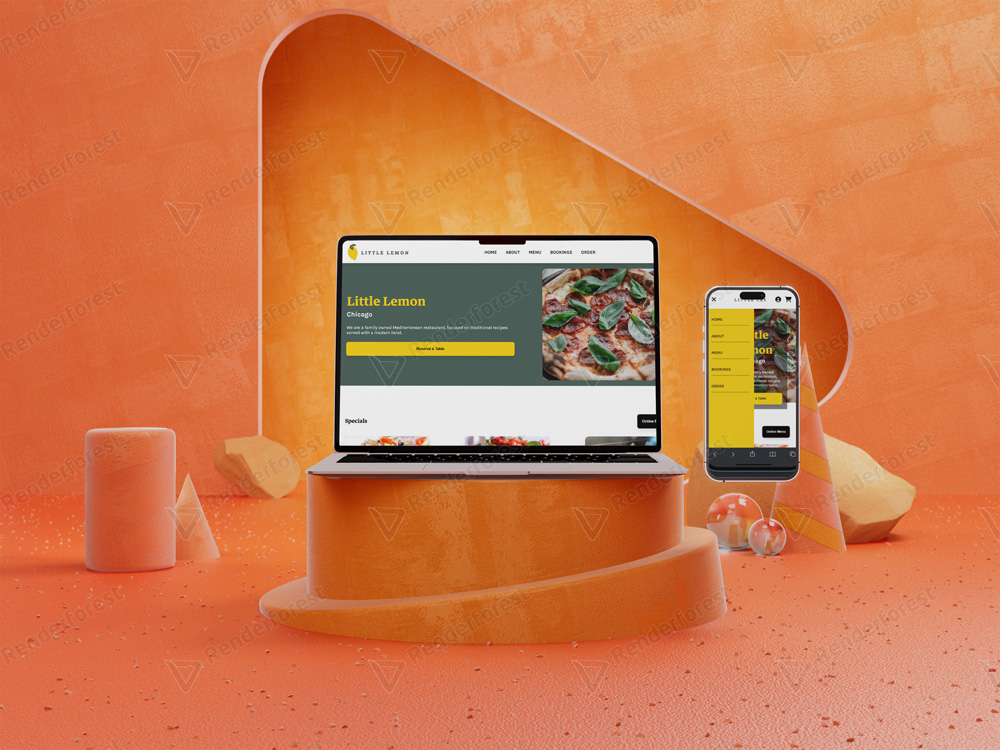 LITTLE LEMON
HOME ABOUT MENU BOOKINGS ORDER
Little Lemon
Chicago
We are a family owned Mediterranean restaurant, focused on traditional recipes
served with a modern twist.
Reserve a Table
Specials
Online
HOME
ABOUT
MENU
BOOKINGS
ORDER
Online Menu
Renderforest